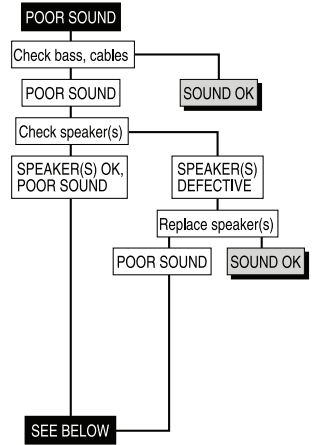 POOR SOUND
Check bass, cables
POOR SOUND
SOUND OK
Check speaker(s)
SPEAKER(S) OK,
POOR SOUND
SPEAKER(S)
DEFECTIVE
Replace speaker(s)
POOR SOUND
SOUND OK
SEE BELOW